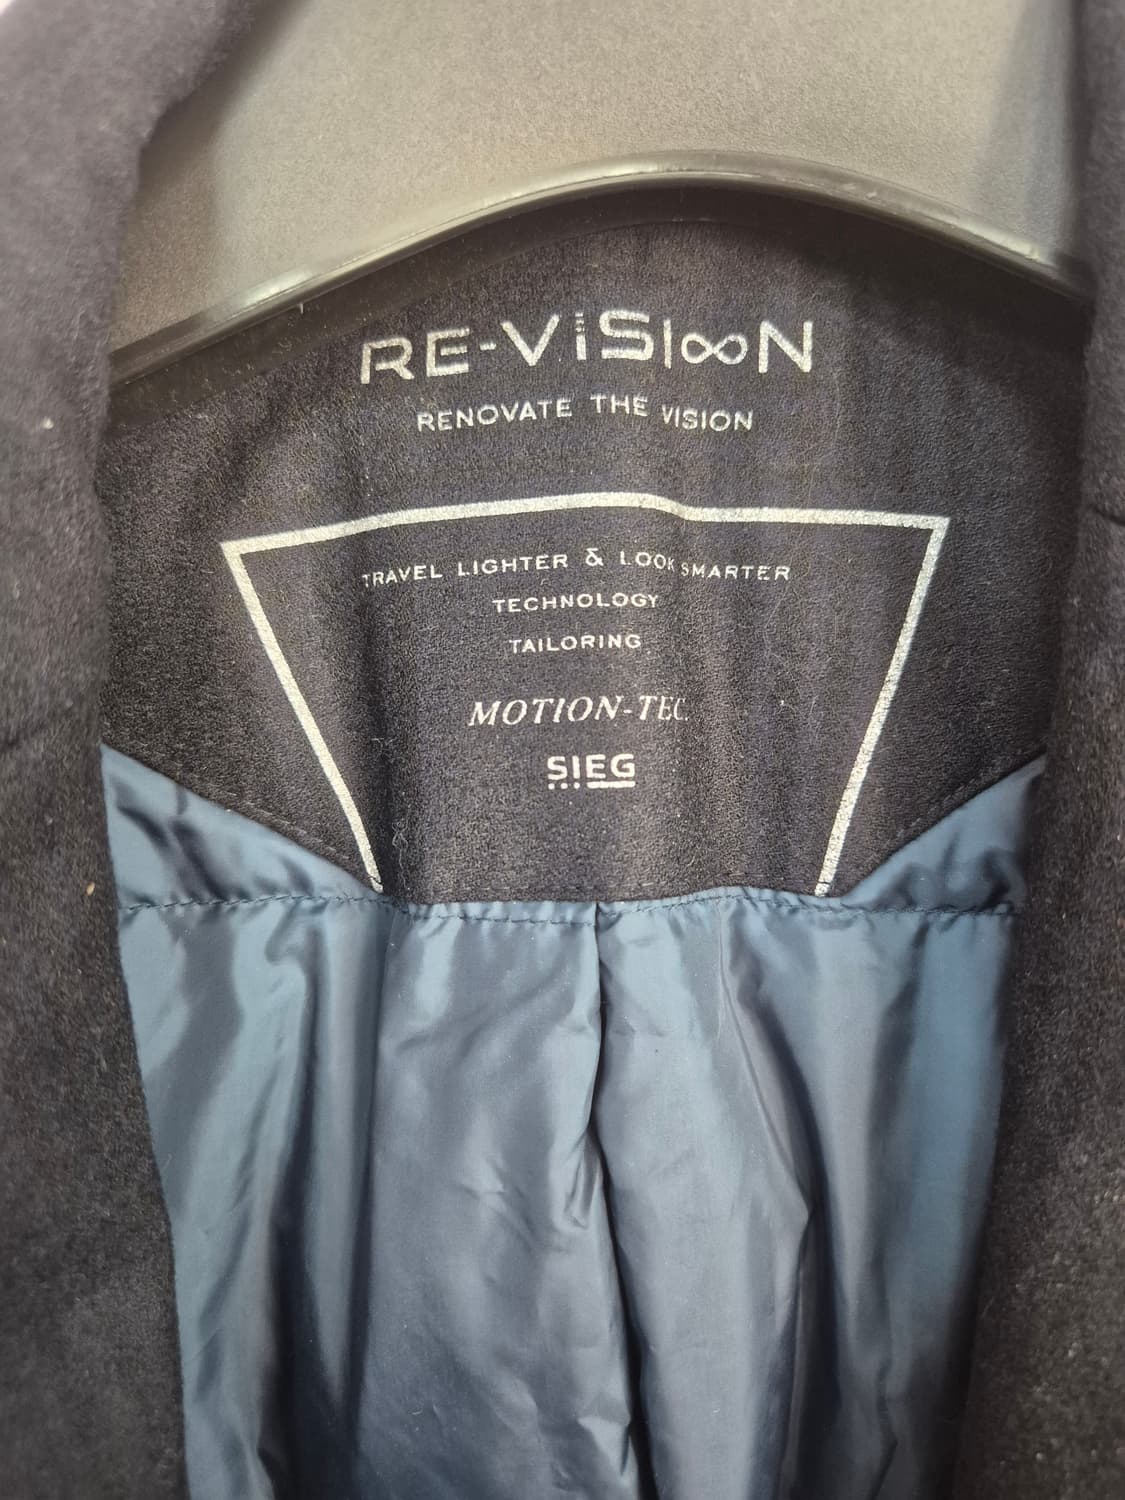 RE-ViSI∞N
RENOVATE THE VISION
TRAVEL LIGHTER & LOOK SMARTER
TECHNOLOGY
TAILORING
MOTION-TEC.
SIEG